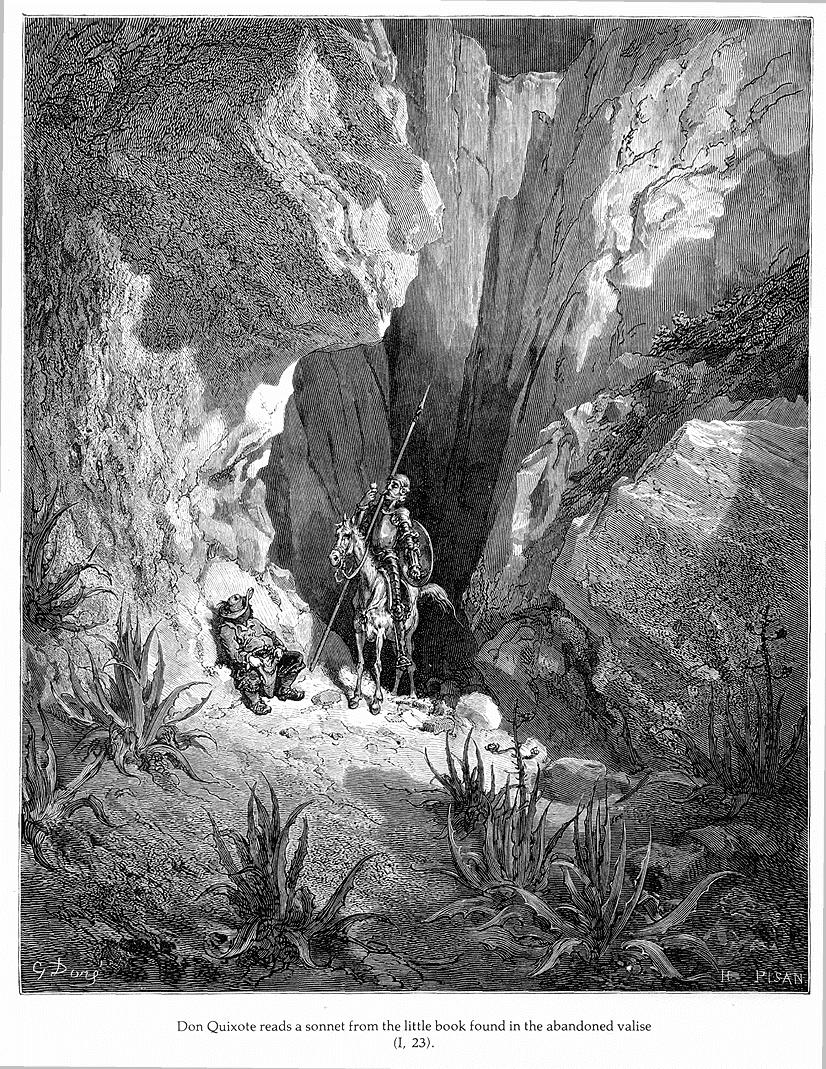 G Doré
H PISAN
Don Quixote reads a sonnet from the little book found in the abandoned valise
(I, 23).